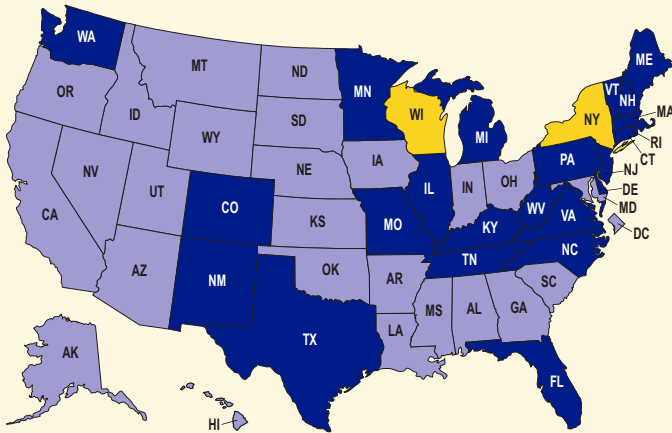 WA
ME
MT
ND
VT
MN
NH
OR
MA
ID
WI
SD
NY
MI
RI
WY
CT
IA
PA
NJ
NE
OH
NV
IN
DE
IL
UT
MD
CO
WV
VA
CA
KS
MO
KY
DC
NC
TN
AZ
OK
NM
AR
SC
MS
AL
GA
LA
TX
AK
FL
HI